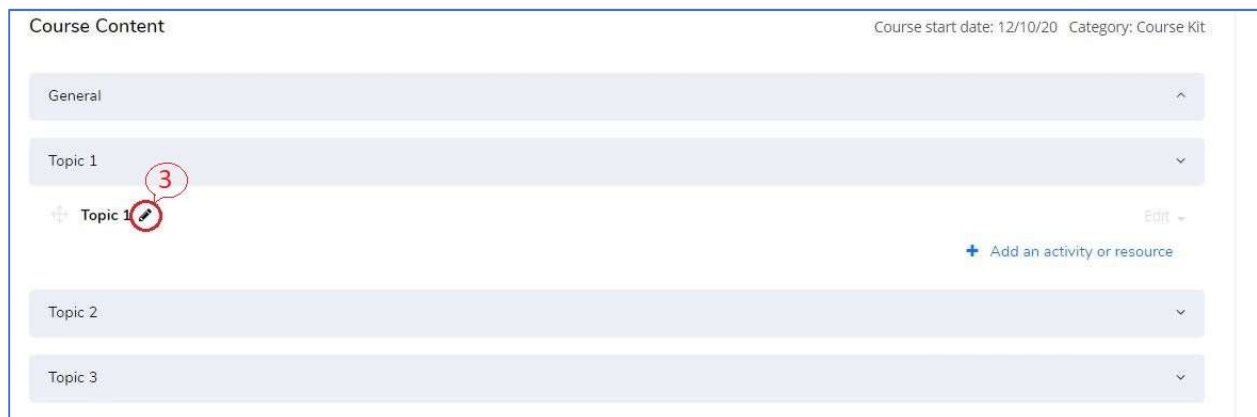 Course Content
Course start date: 12/10/20 Category: Course Kit
General
Topic 1
3
Topic 1
Edit
Add an activity or resource
Topic 2
Topic 3